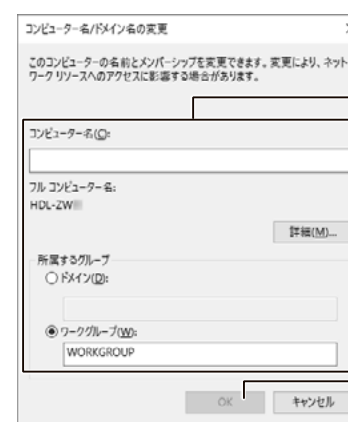 コンピューター名/ドメイン名の変更
このコンピューターの名前とメンバーシップを変更できます。変更により、ネット
ワーク リソースへのアクセスに影響する場合があります。
コンピューター名(C):
フル コンピューター名:
HDL-ZW
詳細(M)...
所属するグループ
ドメイン(D):
ワークグループ(W):
WORKGROUP
OK
キャンセル